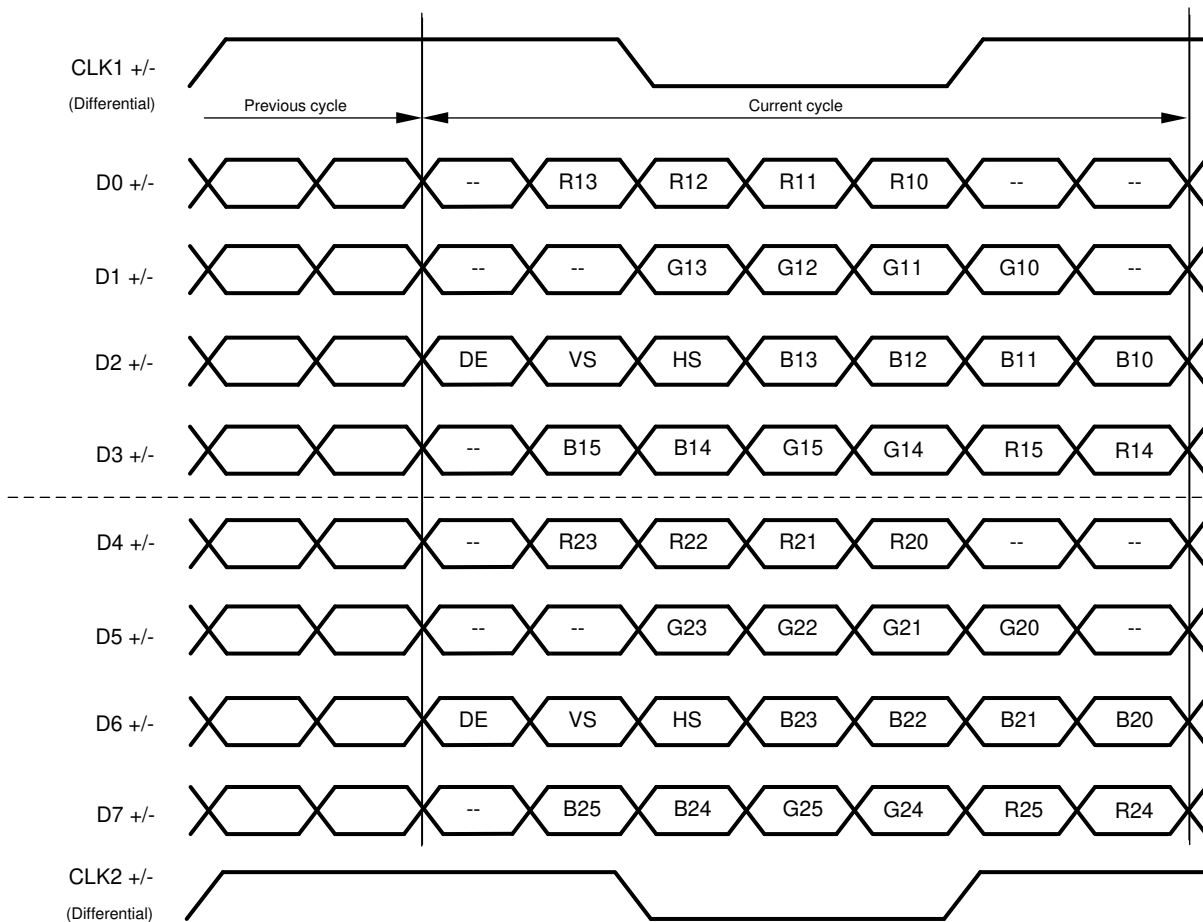 CLK1 +/-
(Differential)
Previous cycle
Current cycle
D0 +/- -- R13 R12 R11 R10 -- --
D1 +/- -- -- G13 G12 G11 G10 --
D2 +/- DE VS HS B13 B12 B11 B10
D3 +/- -- B15 B14 G15 G14 R15 R14
D4 +/- -- R23 R22 R21 R20 -- --
D5 +/- -- -- G23 G22 G21 G20 --
D6 +/- DE VS HS B23 B22 B21 B20
D7 +/- -- B25 B24 G25 G24 R25 R24
CLK2 +/-
(Differential)